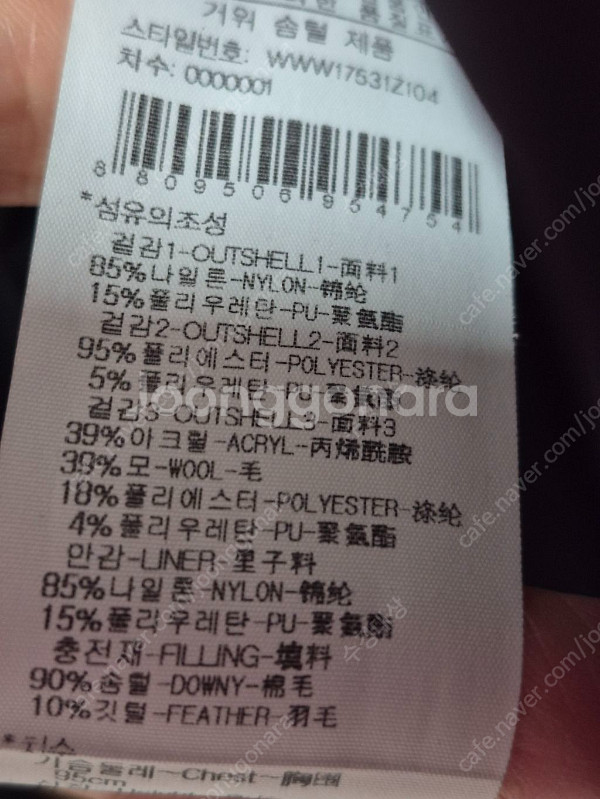 거위 솜털 제품
스타일번호: WWW175312104
치수: 0000001
8809506954754
*섬유의조성
겉감1-OUTSHELL1-面料1
85%나일론-NYLON-锦纶
15%폴리우레탄-PU-聚氨酯
겉감2-OUTSHELL2-面料2
95%폴리에스터-POLYESTER-涤纶
5%폴리우레탄-PU-聚氨酯
joonggonara
겉감3-OUTSHELL3-面料3
39%아크릴-ACRYL-丙烯酰胺
39%모-WOOL-毛
18%폴리에스터-POLYESTER-涤纶
4%폴리우레탄-PU-聚氨酯
안감-LINER-里子料
85%나일론-NYLON-锦纶
15%폴리우레탄-PU-聚氨酯
충전재-FILLING-填料
90%솜털-DOWNY-棉毛
10%깃털-FEATHER-羽毛
*치수
가슴둘레-Chest-胸围
95cm